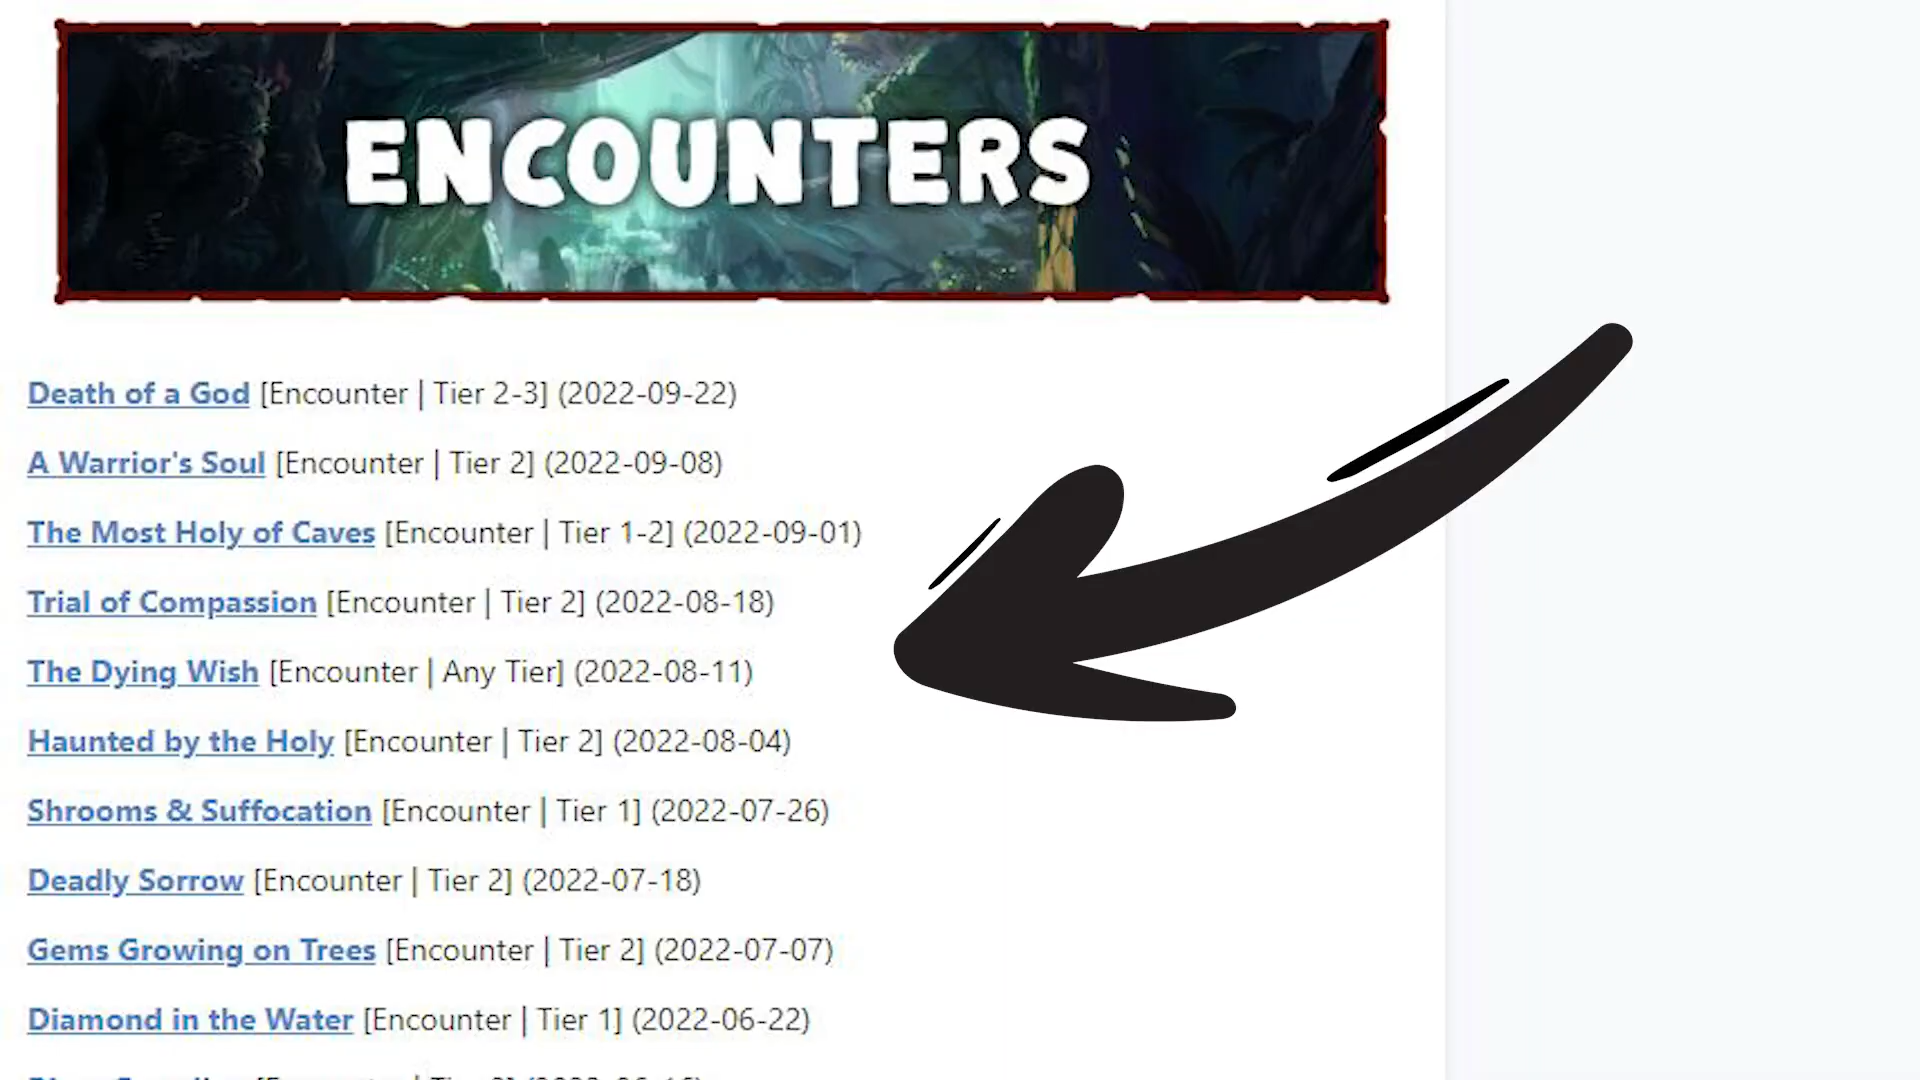 ENCOUNTERS
Death of a God [Encounter | Tier 2-3] (2022-09-22)
A Warrior's Soul [Encounter | Tier 2] (2022-09-08)
The Most Holy of Caves [Encounter | Tier 1-2] (2022-09-01)
Trial of Compassion [Encounter | Tier 2] (2022-08-18)
The Dying Wish [Encounter | Any Tier] (2022-08-11)
Haunted by the Holy [Encounter | Tier 2] (2022-08-04)
Shrooms & Suffocation [Encounter | Tier 1] (2022-07-26)
Deadly Sorrow [Encounter | Tier 2] (2022-07-18)
Gems Growing on Trees [Encounter | Tier 2] (2022-07-07)
Diamond in the Water [Encounter | Tier 1] (2022-06-22)